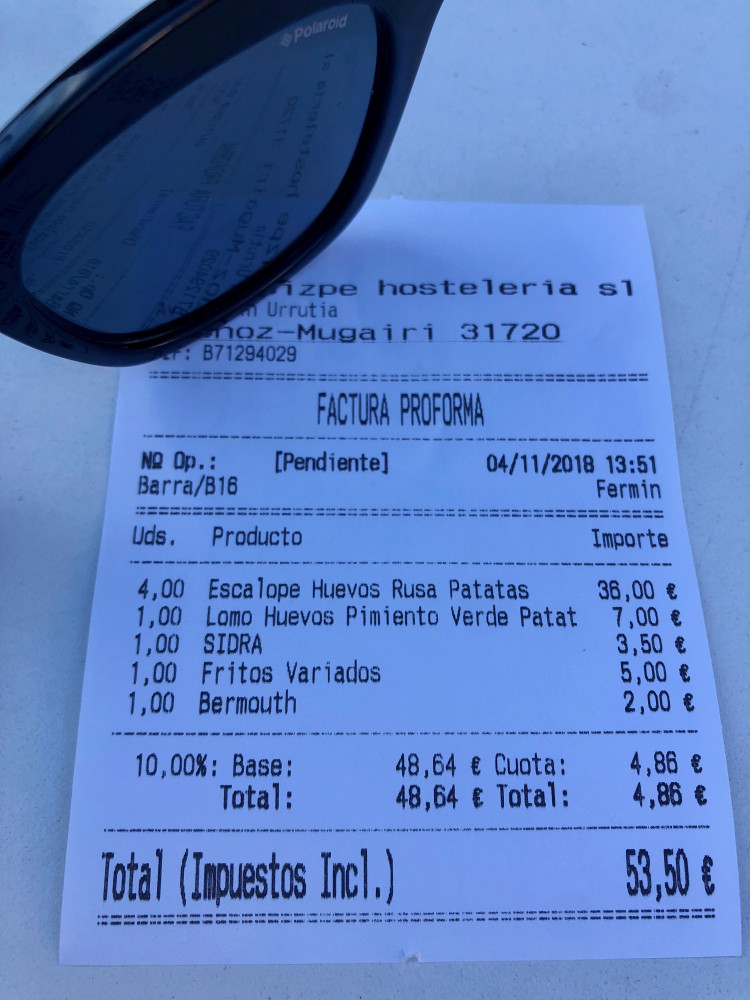 Polaroid
izpe hosteleria sl
n Urrutia
noz-Mugairi 31720
F: B71294029
FACTURA PROFORMA
Nº Op.: [Pendiente] 04/11/2018 13:51
Barra/B16 Fermin
Uds. Producto Importe
4,00 Escalope Huevos Rusa Patatas 36,00 €
1,00 Lomo Huevos Pimiento Verde Patat 7,00 €
1,00 SIDRA 3,50 €
1,00 Fritos Variados 5,00 €
1,00 Bermouth 2,00 €
10,00%: Base: 48,64 € Cuota: 4,86 €
Total: 48,64 € Total: 4,86 €
Total (Impuestos Incl.) 53,50 €